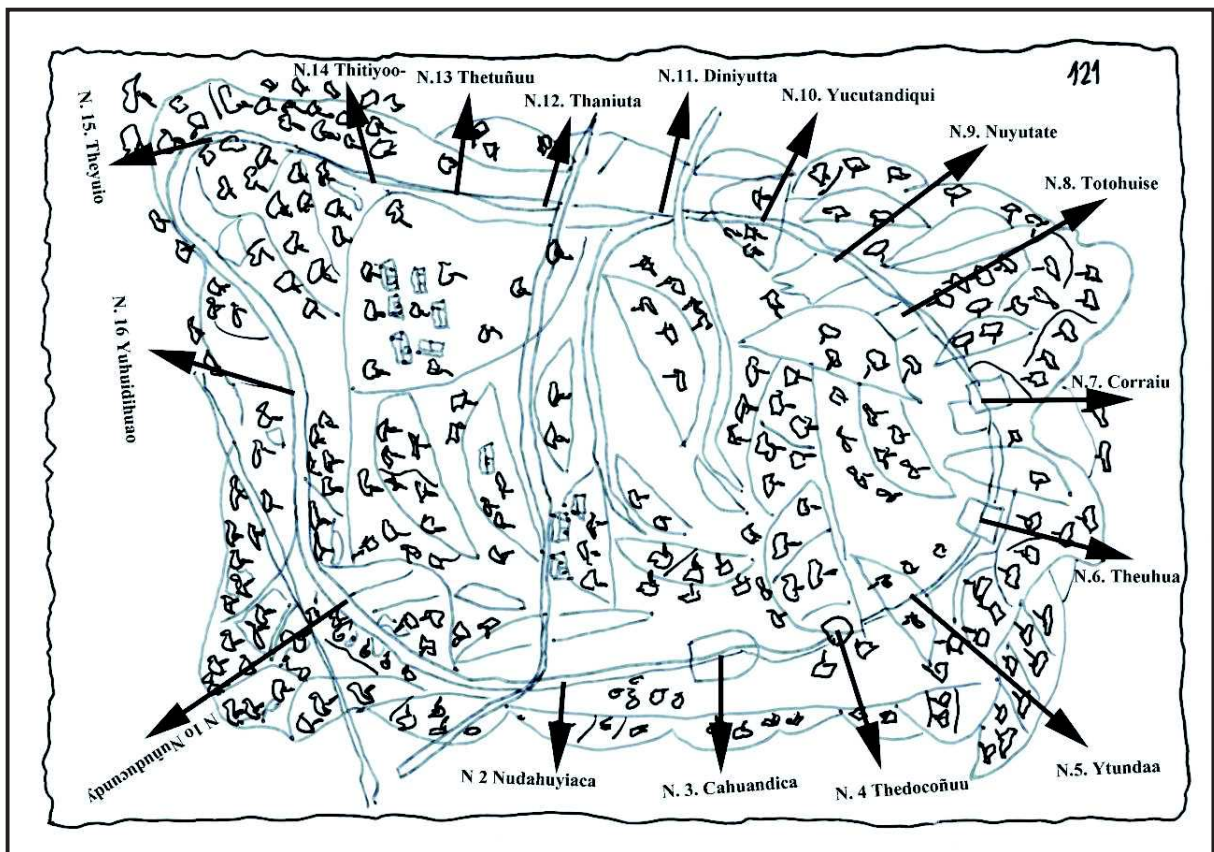 121
N.14 Thitiyoo-
N.13 Thetuñuu
N.12. Thaniuta
N.11. Diniyutta
N.10. Yucutandiqui
N.9. Nuyutate
N.8. Totohuise
N.7. Corraiu
N.6. Theuhua
N.5. Ytundaa
N. 4 Thedocoñuu
N. 3. Cahuandica
N 2 Nudahuyiaca
N 1o Nuñuducundy
N. 16 Yuhuidihuao
N. 15. Theyuio